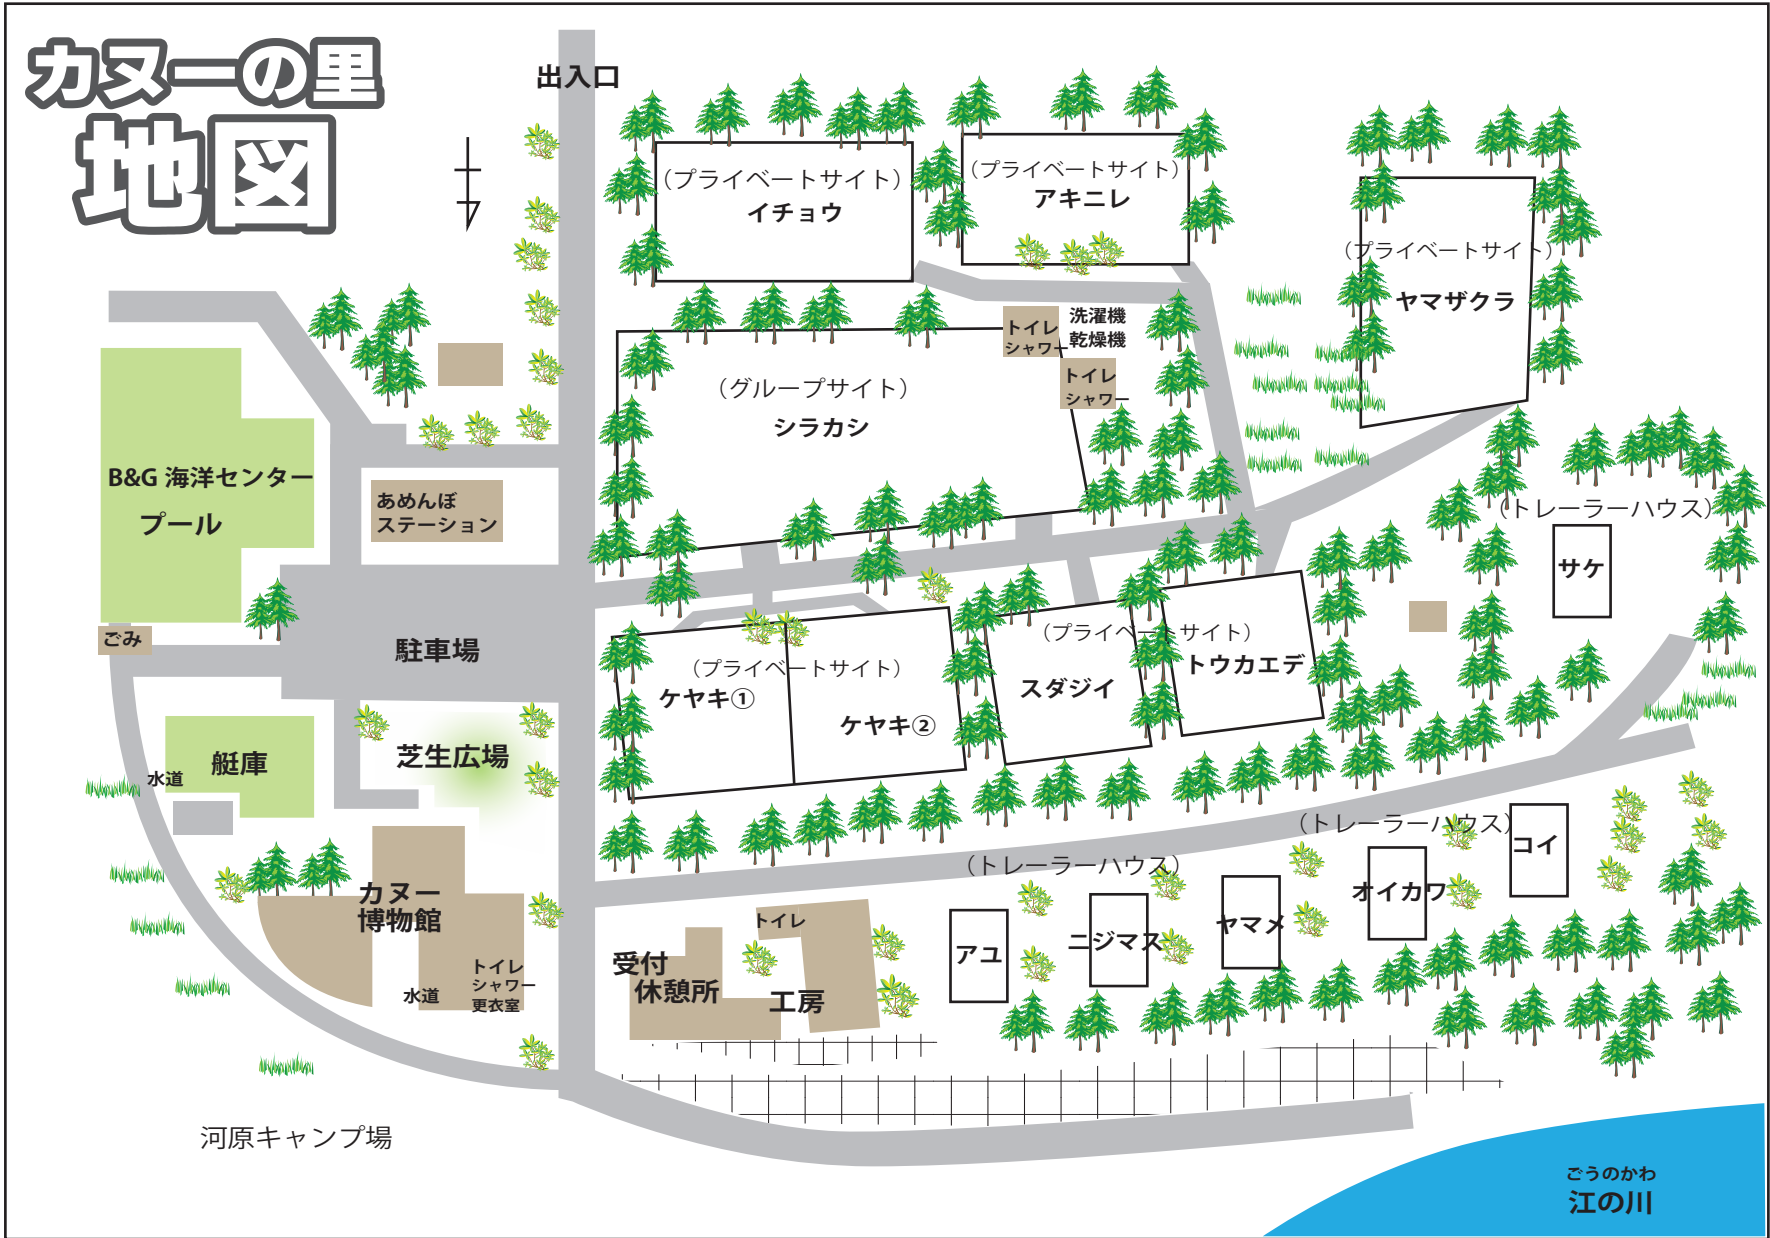 カヌーの里
地図
出入口
（プライベートサイト）
イチョウ
（プライベートサイト）
アキニレ
（プライベートサイト）
ヤマザクラ
トイレ
シャワー
洗濯機
乾燥機
トイレ
シャワー
（グループサイト）
シラカシ
B&G 海洋センター
プール
あめんぼ
ステーション
（トレーラーハウス）
サケ
ごみ
駐車場
（プライベートサイト）
ケヤキ①
ケヤキ②
（プライベートサイト）
スダジイ
トウカエデ
芝生広場
艇庫
水道
（トレーラーハウス）
コイ
（トレーラーハウス）
オイカワ
ヤマメ
ニジマス
アユ
カヌー
博物館
トイレ
シャワー
更衣室
水道
トイレ
受付
休憩所
工房
河原キャンプ場
ごうのかわ
江の川